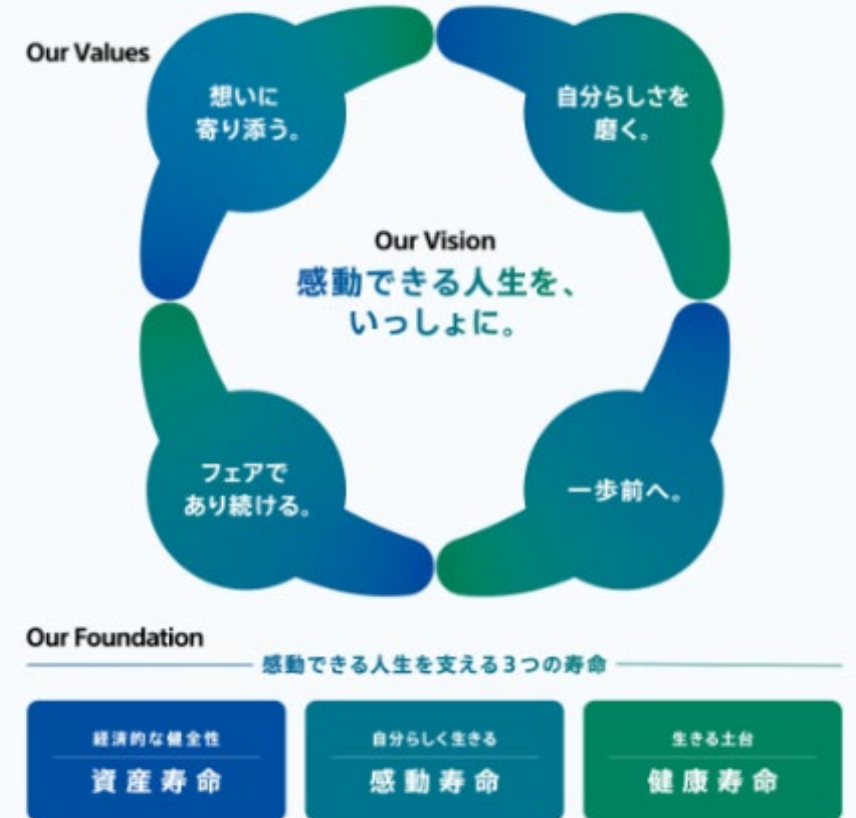 Our Values
想いに
寄り添う。
自分らしさを
磨く。
Our Vision
感動できる人生を、
いっしょに。
フェアで
あり続ける。
一歩前へ。
Our Foundation
感動できる人生を支える3つの寿命
経済的な健全性
資産寿命
自分らしく生きる
感動寿命
生きる土台
健康寿命